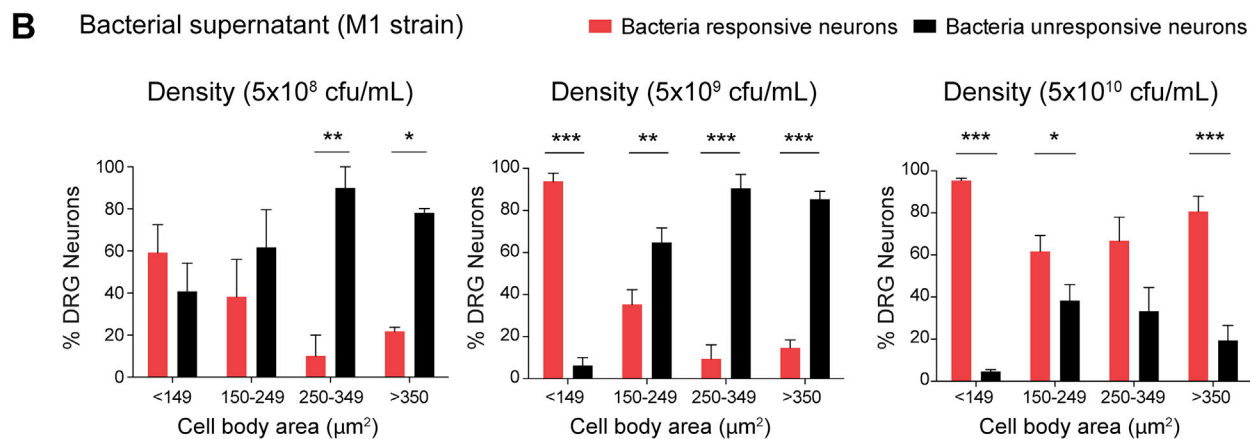 B Bacterial supernatant (M1 strain)
Bacteria responsive neurons Bacteria unresponsive neurons
Density (5x10⁸ cfu/mL)
** *
% DRG Neurons
100
80
60
40
20
0
<149 150-249 250-349 >350
Cell body area (µm²)
Density (5x10⁹ cfu/mL)
*** ** *** ***
% DRG Neurons
100
80
60
40
20
0
<149 150-249 250-349 >350
Cell body area (µm²)
Density (5x10¹⁰ cfu/mL)
*** * ***
% DRG Neurons
100
80
60
40
20
0
<149 150-249 250-349 >350
Cell body area (µm²)